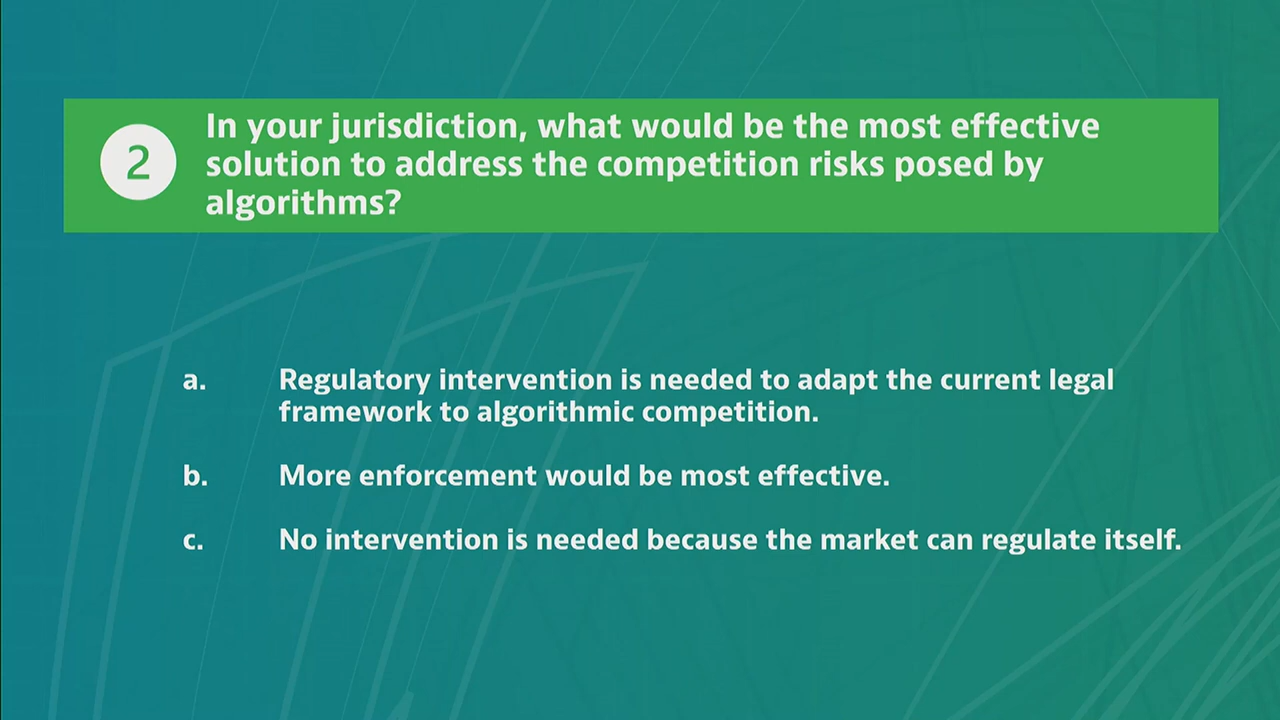 2
In your jurisdiction, what would be the most effective
solution to address the competition risks posed by
algorithms?
a. Regulatory intervention is needed to adapt the current legal
framework to algorithmic competition.
b. More enforcement would be most effective.
c. No intervention is needed because the market can regulate itself.